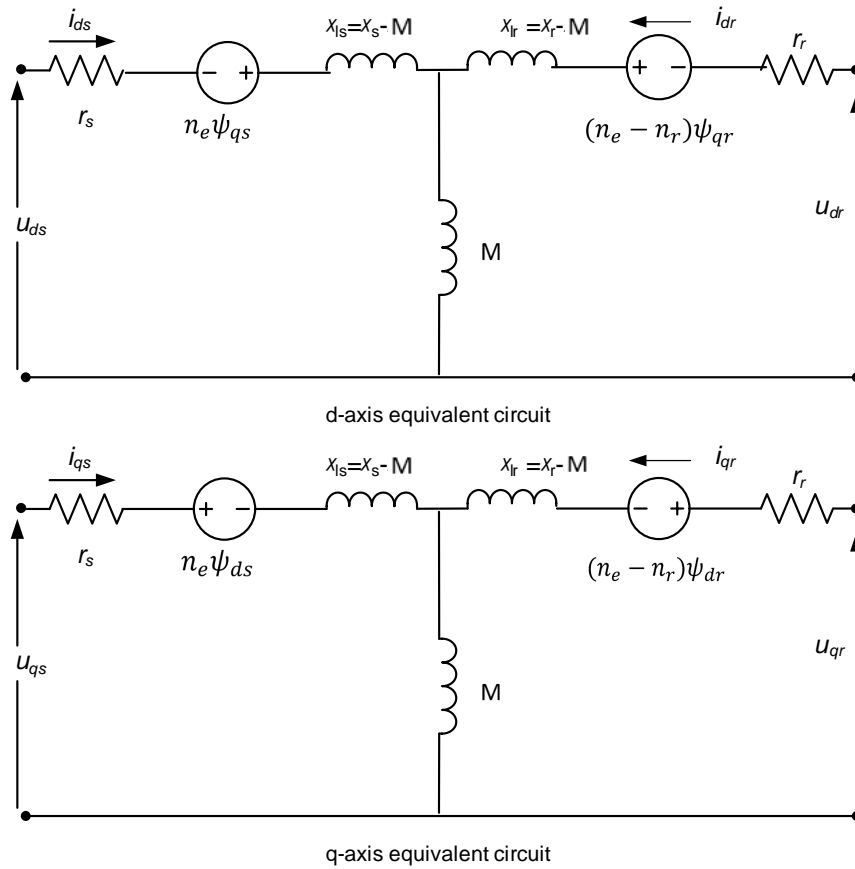 i_ds
x_ls=x_s-M
x_lr =x_r-M
i_dr
- +
+ -
r_r
r_s
n_eψ_qs
(n_e − n_r)ψ_qr
u_ds
u_dr
M
d-axis equivalent circuit
i_qs
x_ls=x_s-M
x_lr =x_r-M
i_qr
+ -
- +
r_r
r_s
n_eψ_ds
(n_e − n_r)ψ_dr
u_qs
u_qr
M
q-axis equivalent circuit